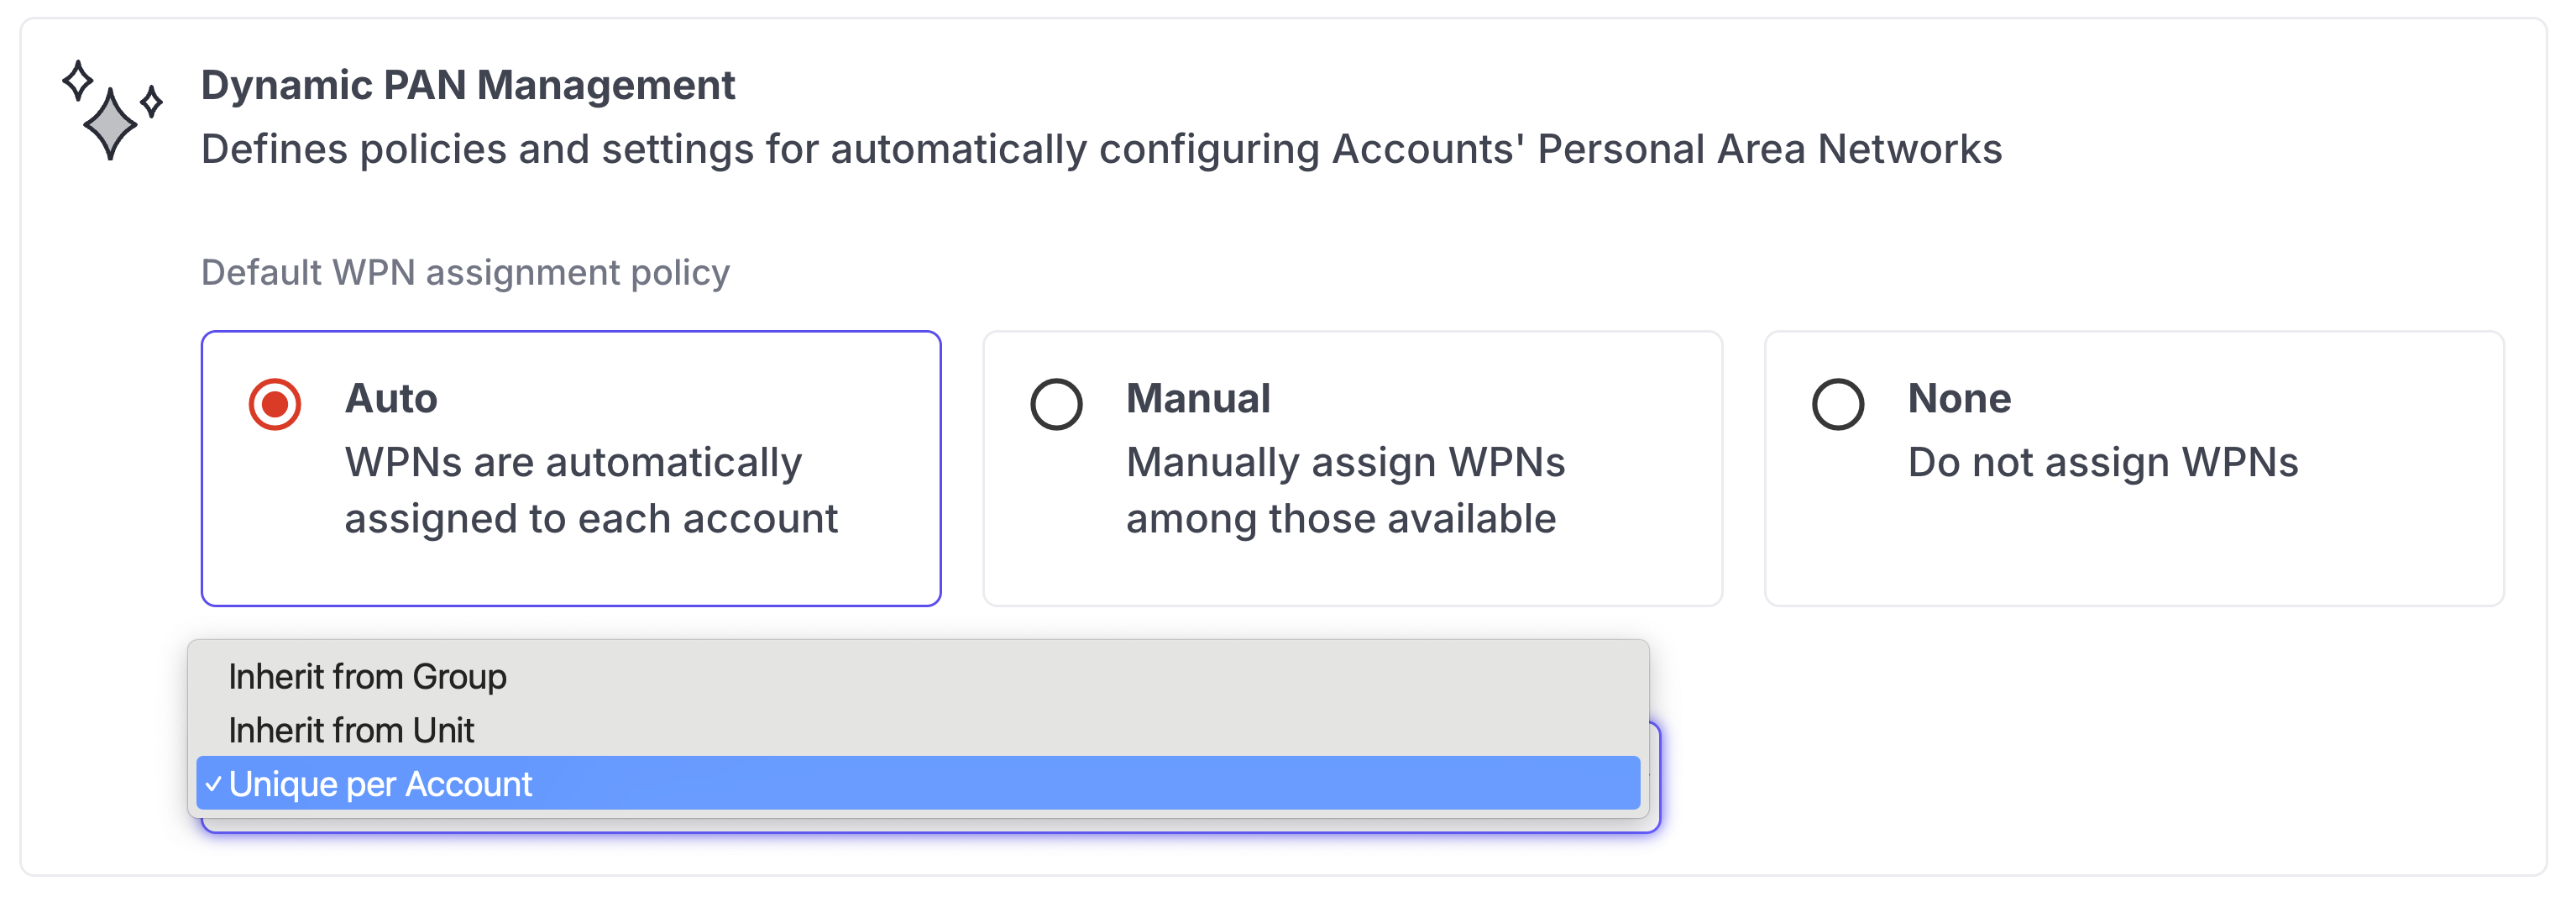 Dynamic PAN Management
Defines policies and settings for automatically configuring Accounts' Personal Area Networks
Default WPN assignment policy
Auto
WPNs are automatically
assigned to each account
Manual
Manually assign WPNs
among those available
None
Do not assign WPNs
Inherit from Group
Inherit from Unit
✓ Unique per Account